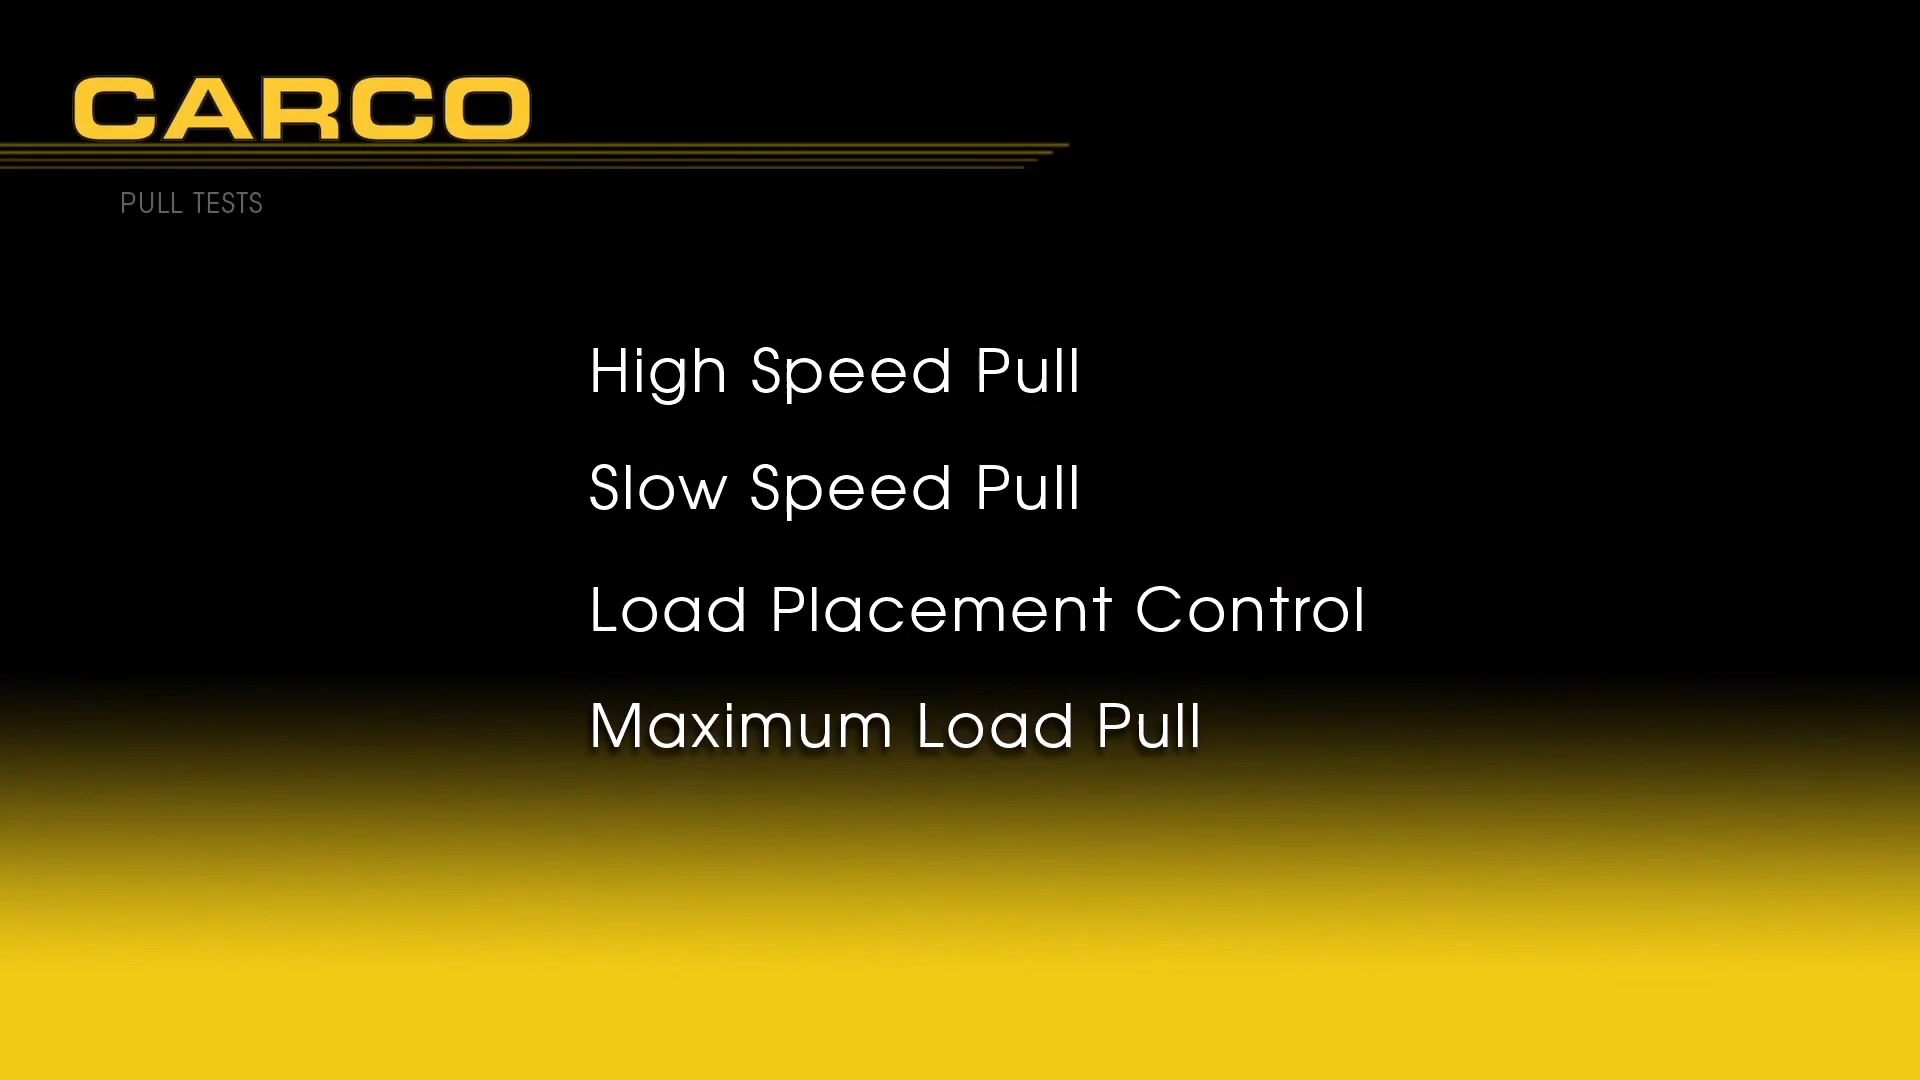 CARCO
PULL TESTS
High Speed Pull
Slow Speed Pull
Load Placement Control
Maximum Load Pull